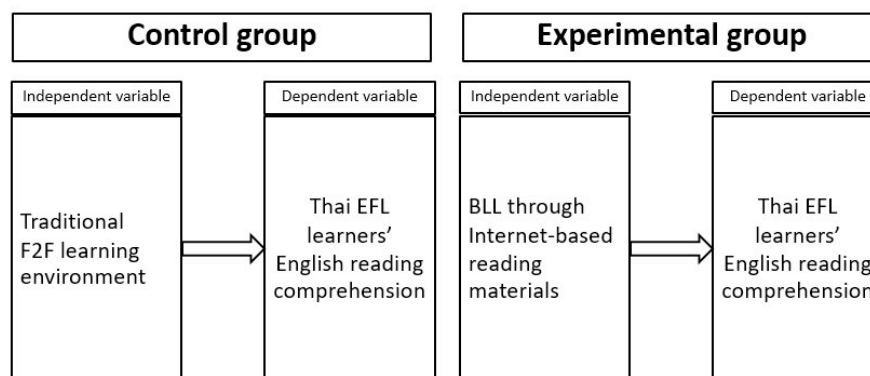 Control group
Experimental group
Independent variable
Dependent variable
Independent variable
Dependent variable
Traditional
F2F learning
environment
Thai EFL
learners’
English reading
comprehension
BLL through
Internet-based
reading
materials
Thai EFL
learners’
English reading
comprehension